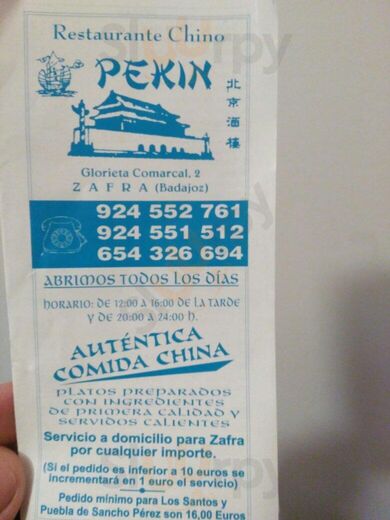 Restaurante Chino
PEKIN
北京酒樓
Glorieta Comarcal, 2
ZAFRA (Badajoz)
924 552 761
924 551 512
654 326 694
ABRIMOS TODOS LOS DÍAS
HORARIO: DE 12:00 A 16:00 DE LA TARDE
Y DE 20:00 A 24:00 H.
AUTÉNTICA
COMIDA CHINA
PLATOS PREPARADOS
CON INGREDIENTES
DE PRIMERA CALIDAD Y
SERVIDOS CALIENTES
Servicio a domicilio para Zafra
por cualquier importe.
(Si el pedido es inferior a 10 euros se
incrementará en 1 euro el servicio)
Pedido mínimo para Los Santos y
Puebla de Sancho Pérez son 16,00 Euros